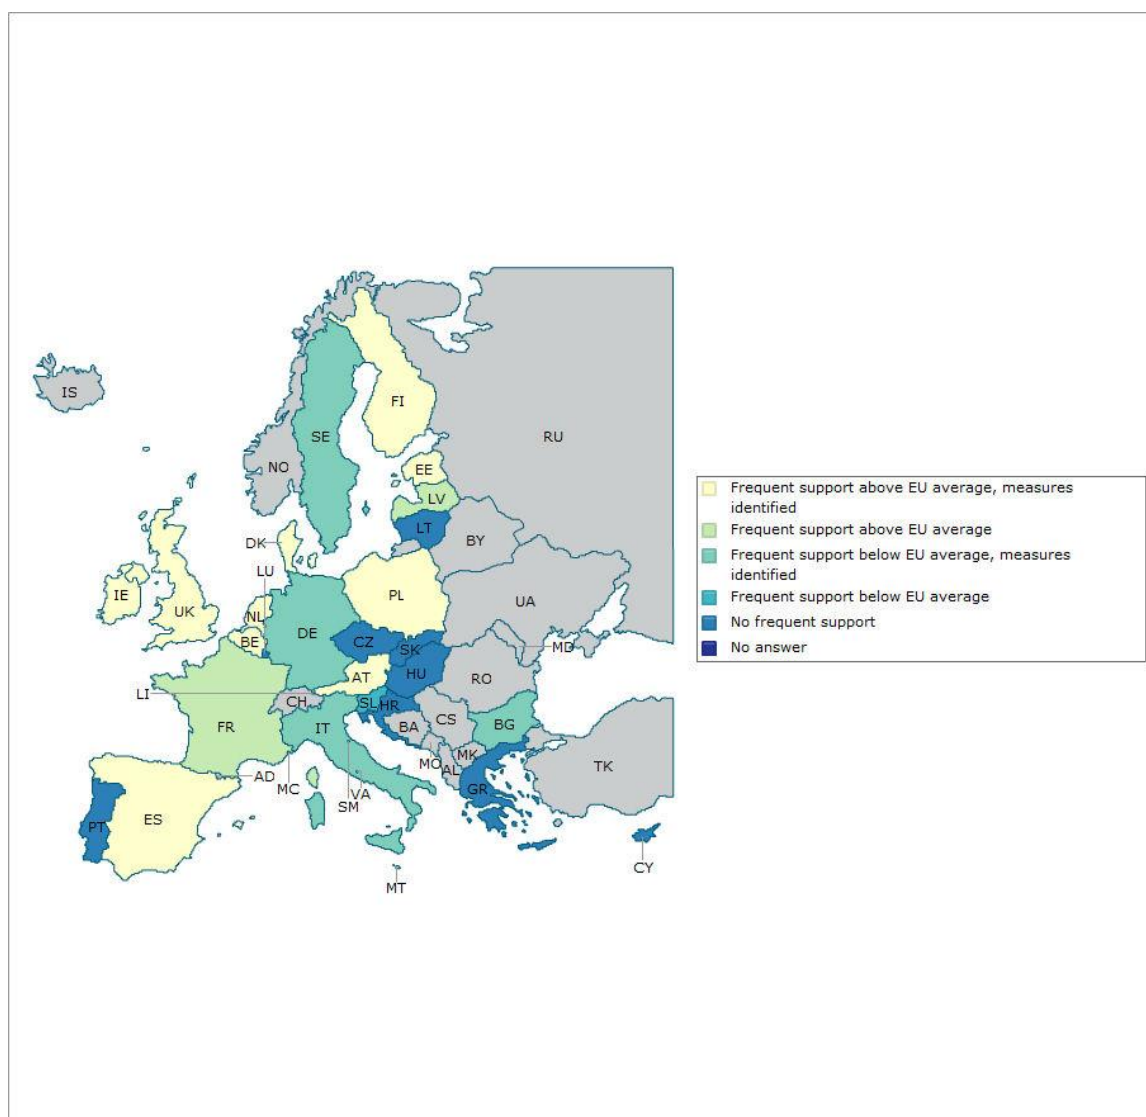 IS
FI
SE
RU
NO
EE
LV
LT
DK
BY
LU
IE
UK
NL
PL
UA
BE
DE
CZ
SK
MD
HU
AT
RO
LI
CH
SL
HR
FR
IT
BA
CS
BG
MO
MK
AL
TK
AD
MC
VA
SM
GR
PT
ES
CY
MT
Frequent support above EU average, measures
identified
Frequent support above EU average
Frequent support below EU average, measures
identified
Frequent support below EU average
No frequent support
No answer